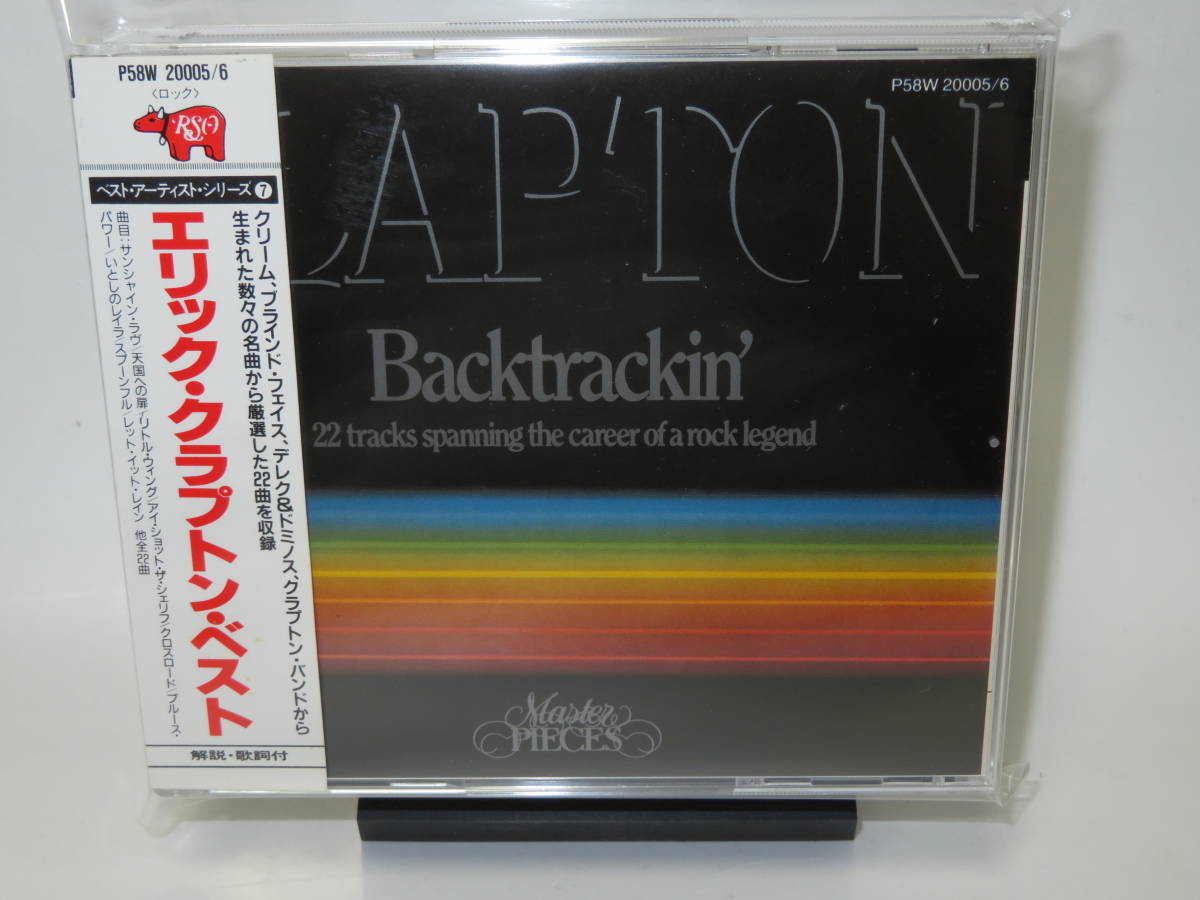 P58W 20005/6
〈ロック〉
RSO
ベスト・アーティスト・シリーズ⑦
クリーム、ブラインド・フェイス、デレク&ドミノス、クラプトン・バンドから
生まれた数々の名曲から厳選した22曲を収録
エリック・クラプトン・ベスト
曲目:サンシャイン・ラヴ/天国への扉/リトル・ウィング/アイ・ショット・ザ・シェリフ/クロスロード/ブルース・
パワー/いとしのレイラ/スプーンフル/レット・イット・レイン 他全22曲
解説・歌詞付
P58W 20005/6
LAPTON
Backtrackin'
22 tracks spanning the career of a rock legend
Master
PIECES